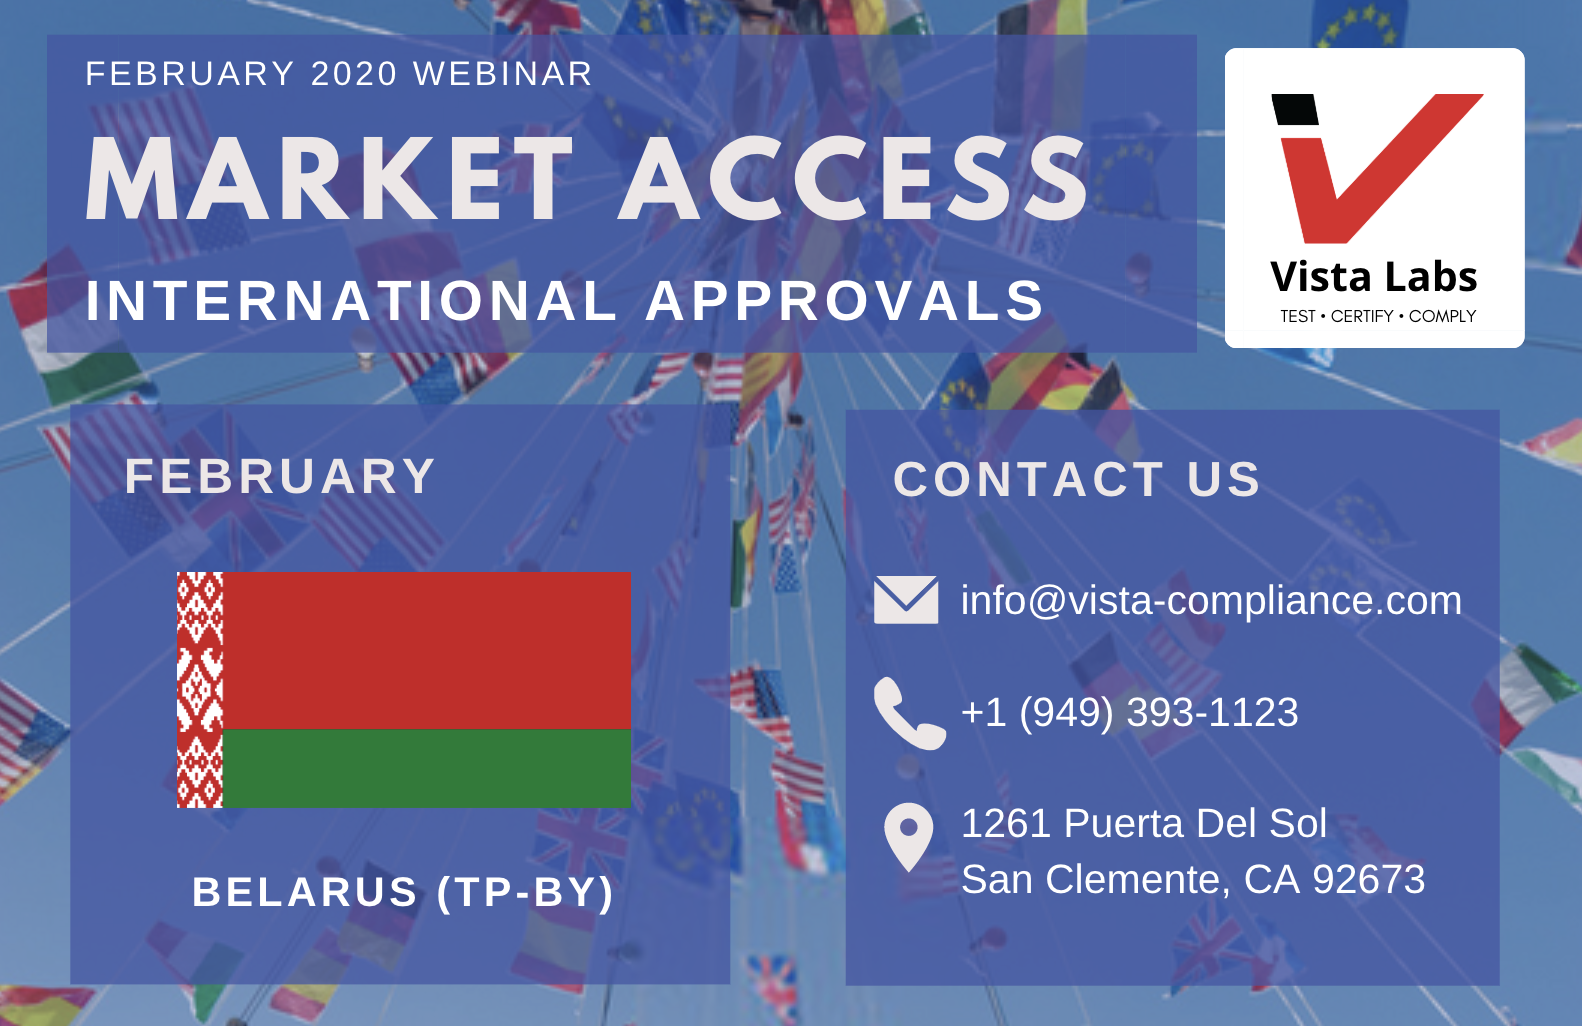 FEBRUARY 2020 WEBINAR
MARKET ACCESS
INTERNATIONAL APPROVALS
Vista Labs
TEST • CERTIFY • COMPLY
FEBRUARY
BELARUS (TP-BY)
CONTACT US
info@vista-compliance.com
+1 (949) 393-1123
1261 Puerta Del Sol
San Clemente, CA 92673